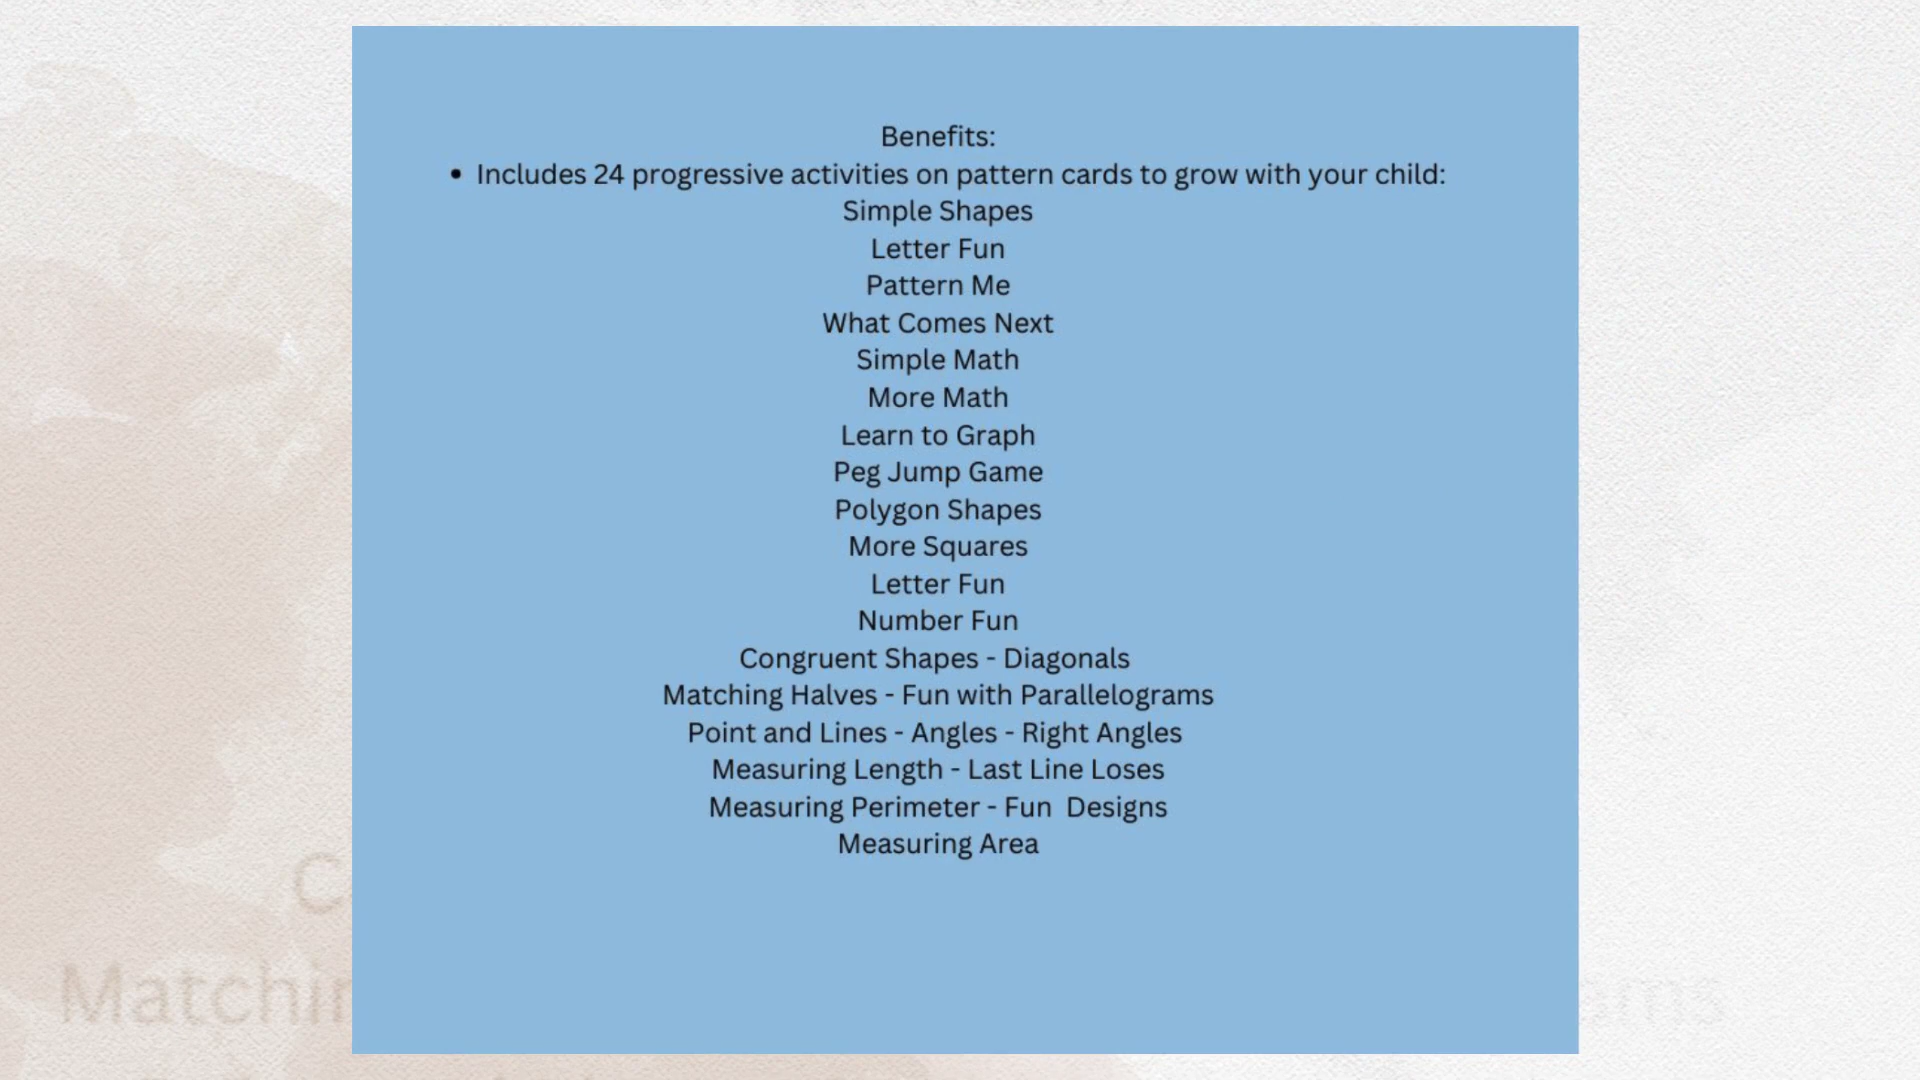 Benefits:
• Includes 24 progressive activities on pattern cards to grow with your child:
Simple Shapes
Letter Fun
Pattern Me
What Comes Next
Simple Math
More Math
Learn to Graph
Peg Jump Game
Polygon Shapes
More Squares
Letter Fun
Number Fun
Congruent Shapes - Diagonals
Matching Halves - Fun with Parallelograms
Point and Lines - Angles - Right Angles
Measuring Length - Last Line Loses
Measuring Perimeter - Fun  Designs
Measuring Area